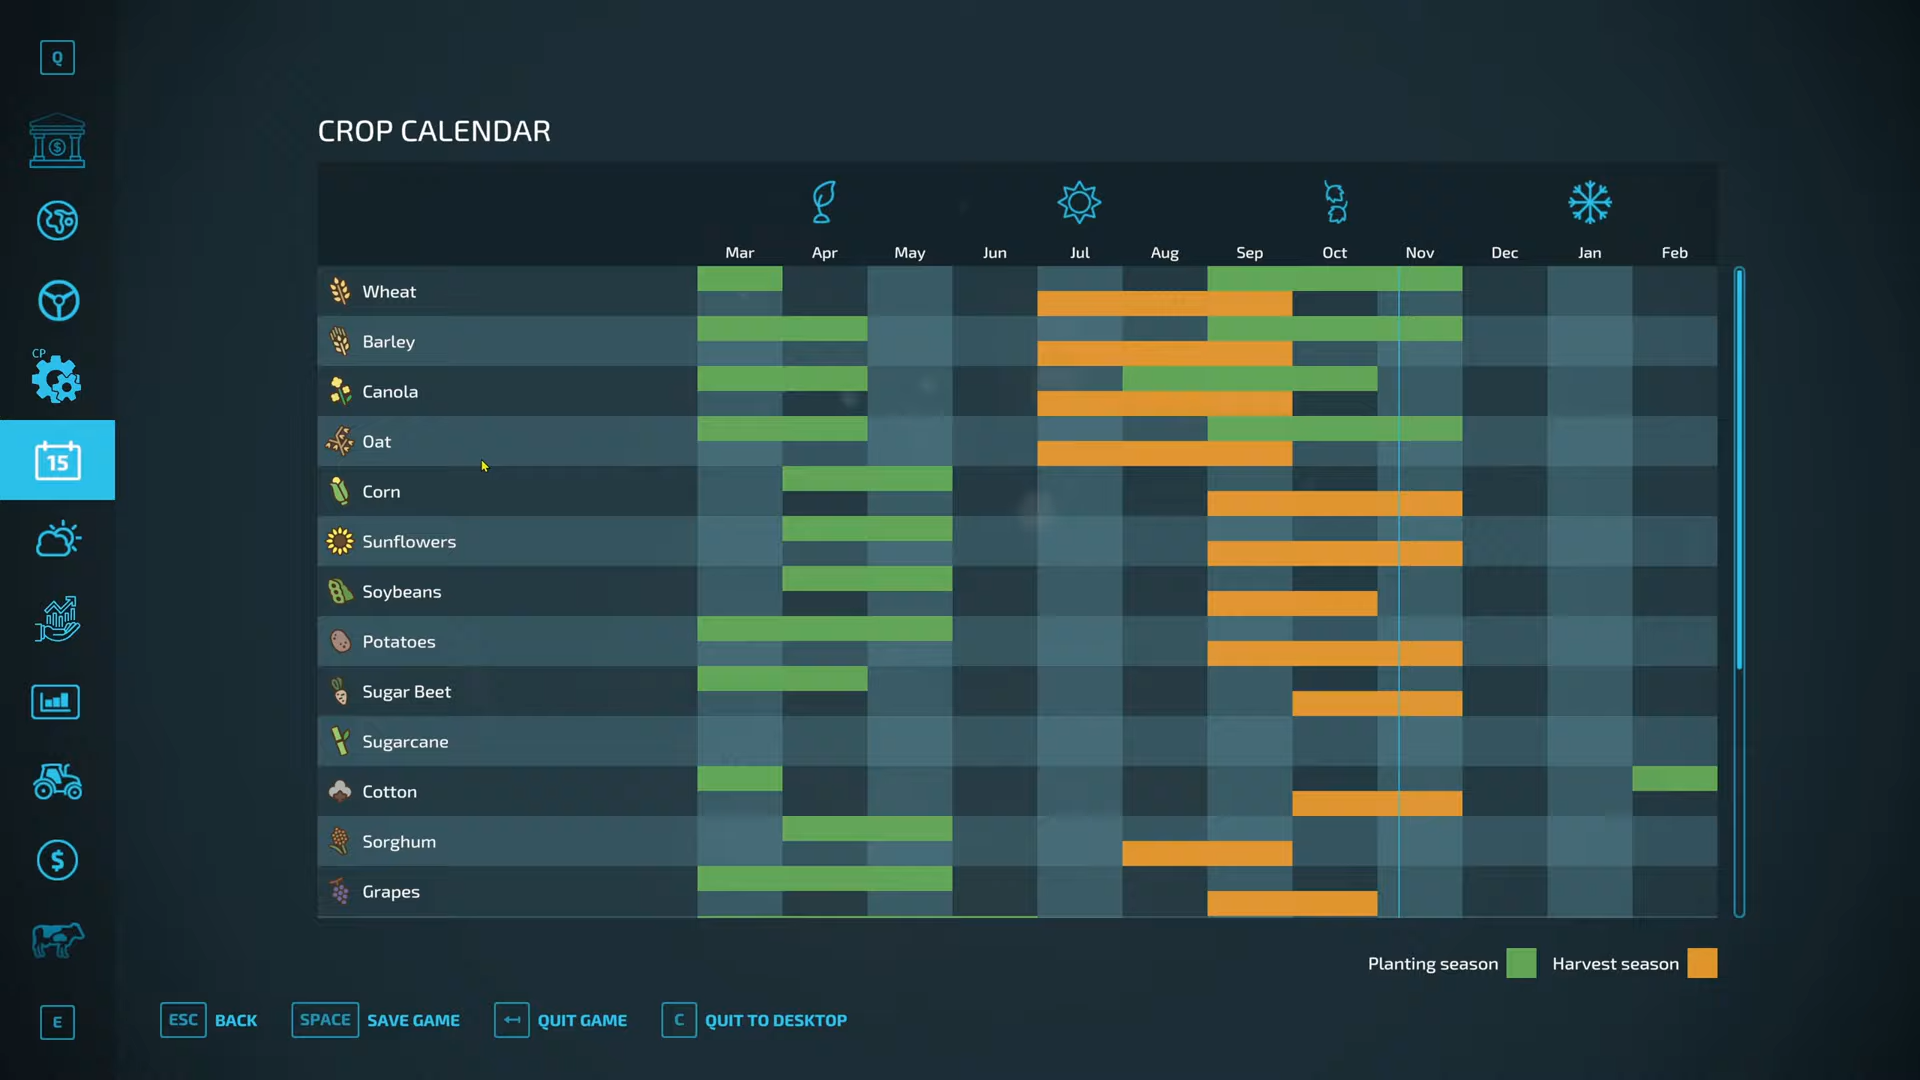 Q
CROP CALENDAR
Mar Apr May Jun Jul Aug Sep Oct Nov Dec Jan Feb
Wheat
Barley
CP
Canola
Oat
15
Corn
Sunflowers
Soybeans
Potatoes
Sugar Beet
Sugarcane
Cotton
Sorghum
Grapes
Planting season Harvest season
E
ESC BACK SPACE SAVE GAME QUIT GAME C QUIT TO DESKTOP